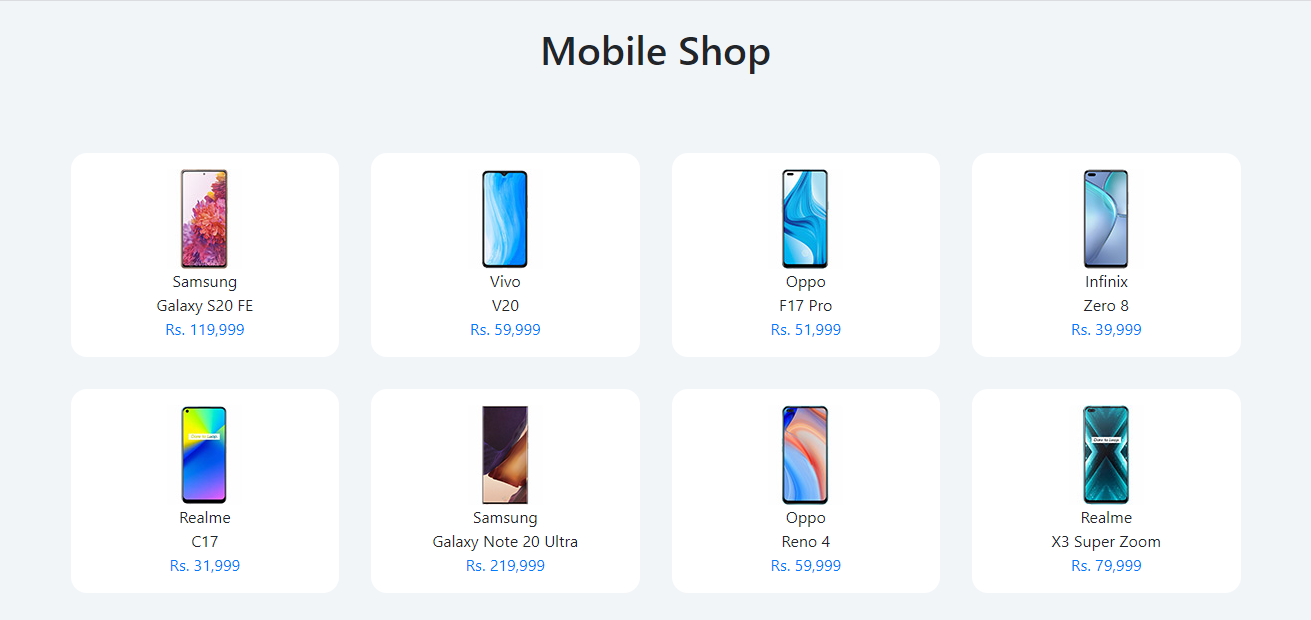 Mobile Shop
Samsung
Galaxy S20 FE
Rs. 119,999
Vivo
V20
Rs. 59,999
Oppo
F17 Pro
Rs. 51,999
Infinix
Zero 8
Rs. 39,999
Realme
C17
Rs. 31,999
Samsung
Galaxy Note 20 Ultra
Rs. 219,999
Oppo
Reno 4
Rs. 59,999
Realme
X3 Super Zoom
Rs. 79,999